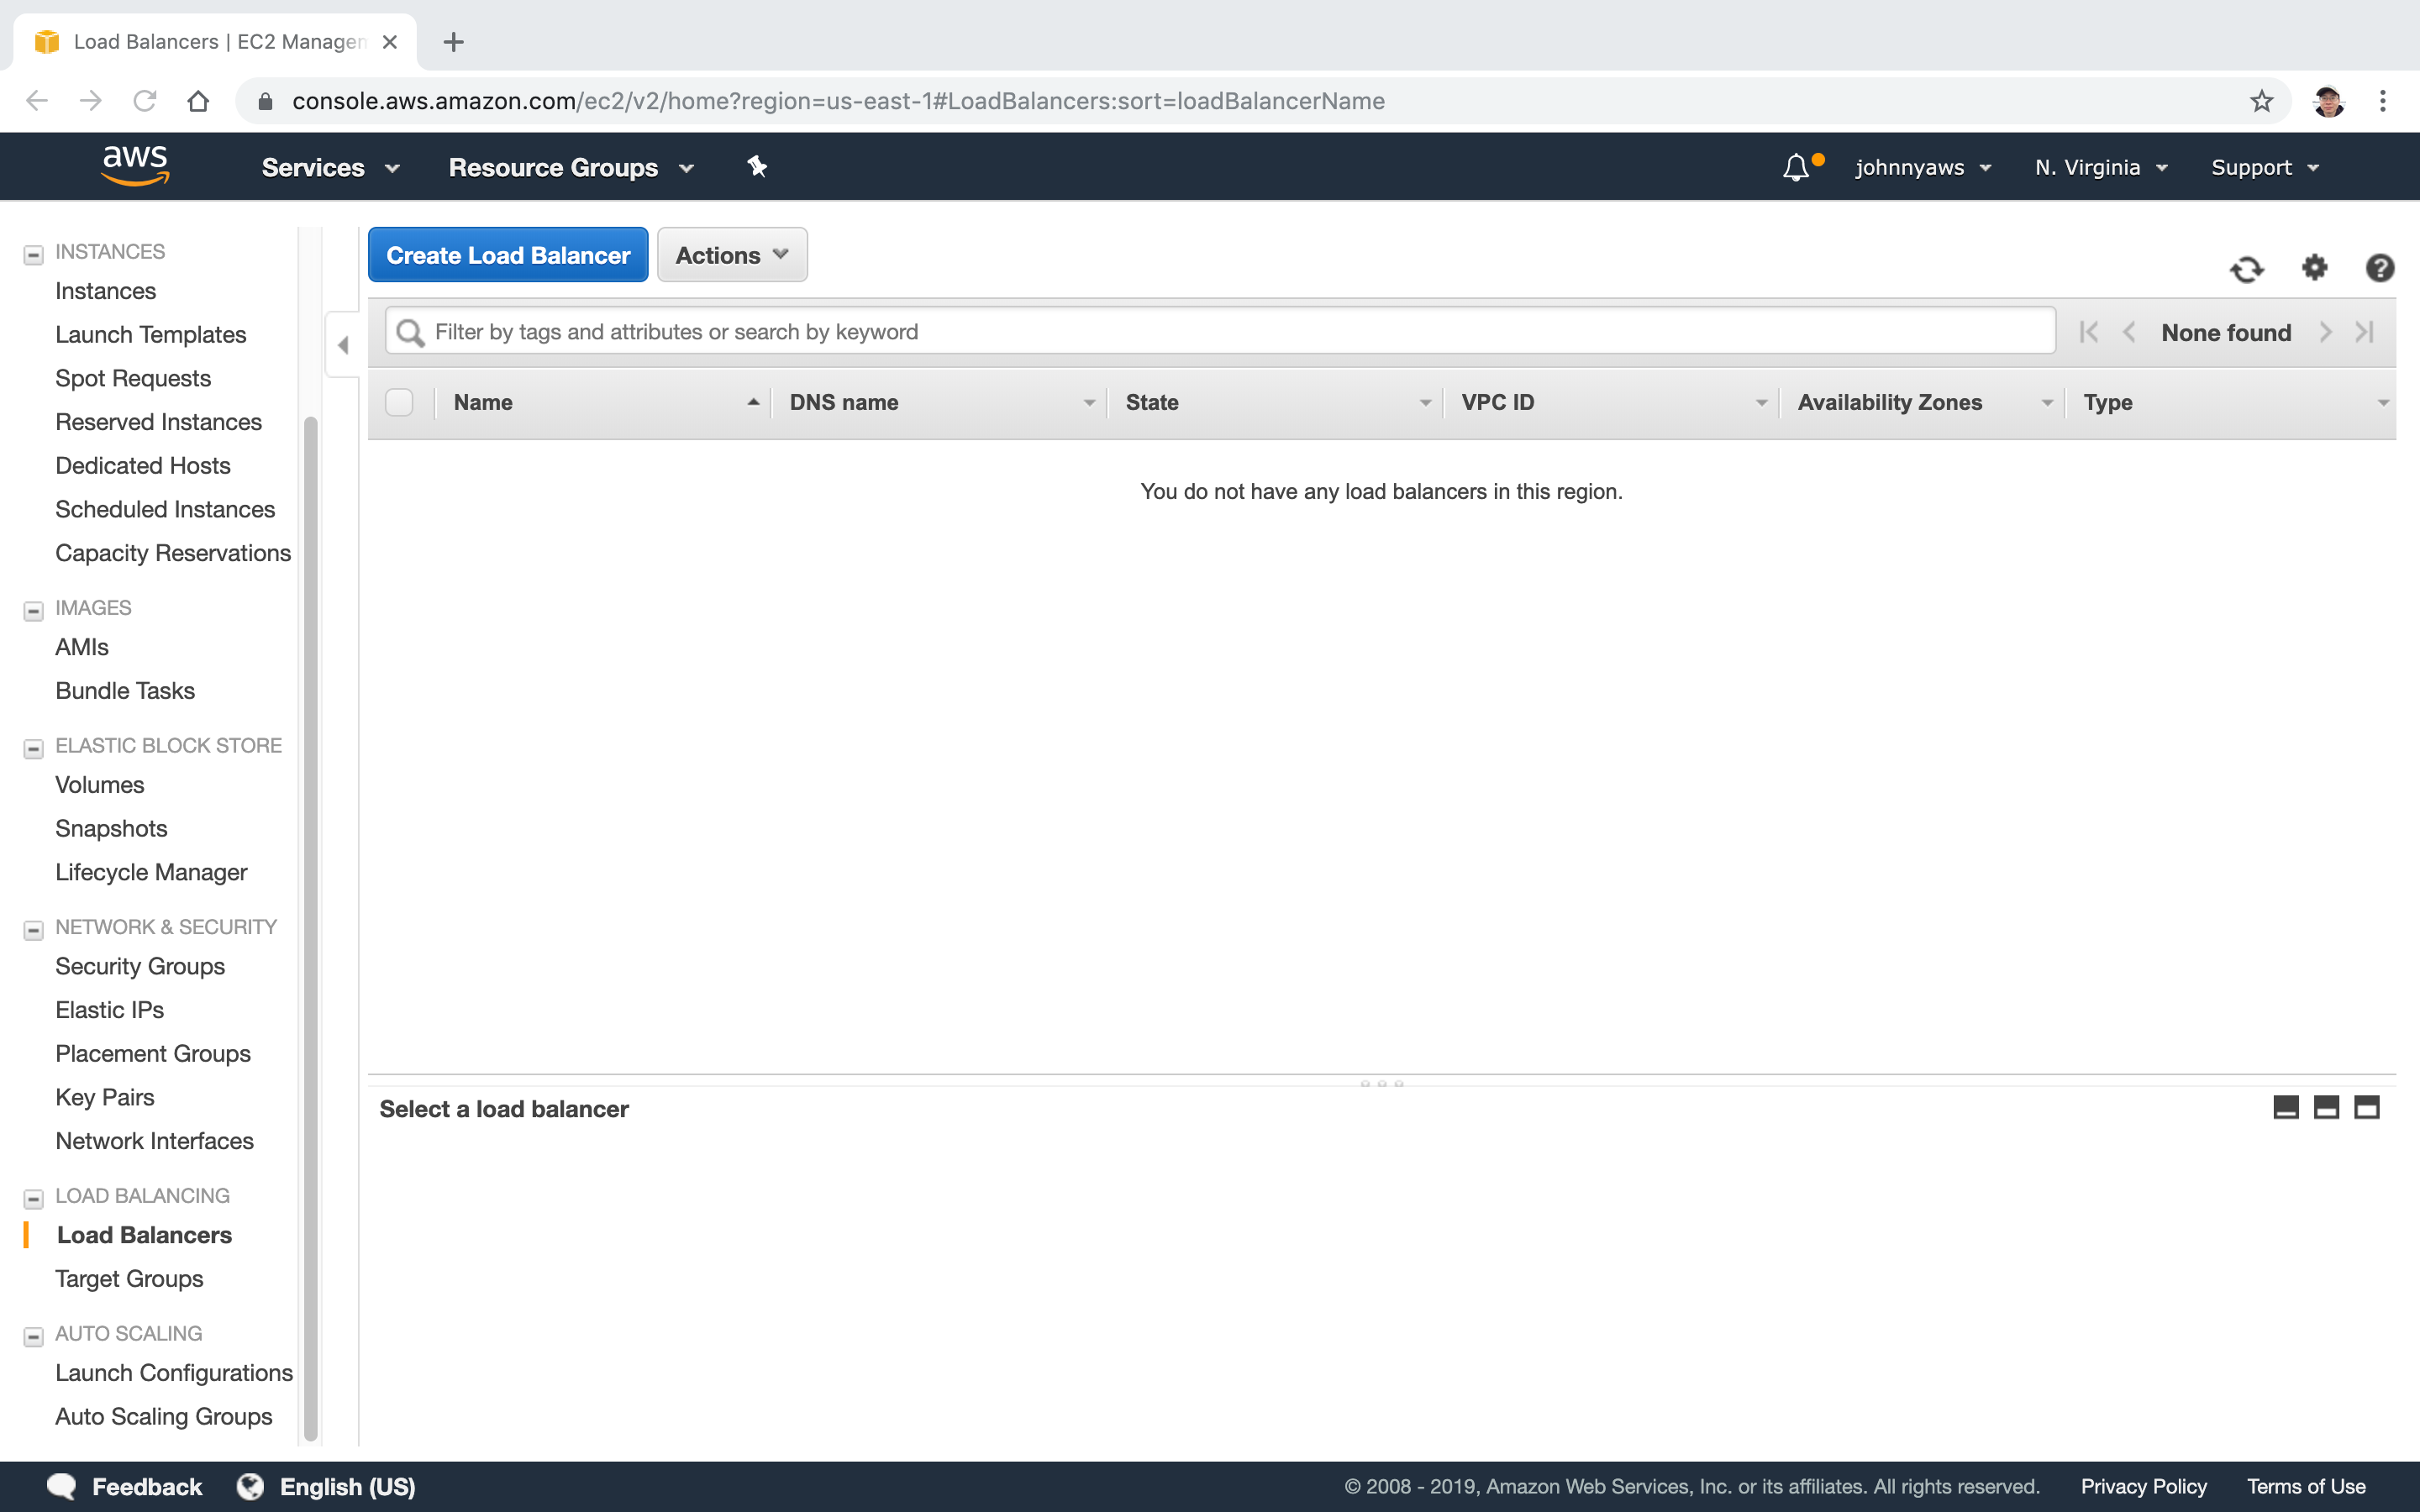 Load Balancers | EC2 Managem
console.aws.amazon.com/ec2/v2/home?region=us-east-1#LoadBalancers:sort=loadBalancerName
aws
Services
Resource Groups
johnnyaws
N. Virginia
Support
INSTANCES
Instances
Launch Templates
Spot Requests
Reserved Instances
Dedicated Hosts
Scheduled Instances
Capacity Reservations
IMAGES
AMIs
Bundle Tasks
ELASTIC BLOCK STORE
Volumes
Snapshots
Lifecycle Manager
NETWORK & SECURITY
Security Groups
Elastic IPs
Placement Groups
Key Pairs
Network Interfaces
LOAD BALANCING
Load Balancers
Target Groups
AUTO SCALING
Launch Configurations
Auto Scaling Groups
Create Load Balancer
Actions
Filter by tags and attributes or search by keyword
None found
Name
DNS name
State
VPC ID
Availability Zones
Type
You do not have any load balancers in this region.
Select a load balancer
Feedback
English (US)
© 2008 - 2019, Amazon Web Services, Inc. or its affiliates. All rights reserved.
Privacy Policy
Terms of Use